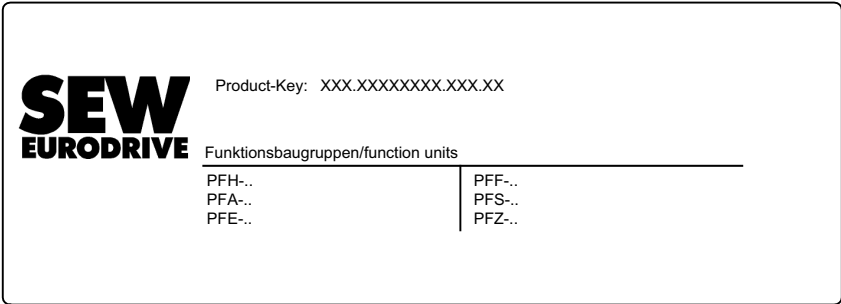 SEW
EURODRIVE
Product-Key: XXX.XXXXXXXX.XXX.XX
Funktionsbaugruppen/function units
PFH-..
PFA-..
PFE-..
PFF-..
PFS-..
PFZ-..